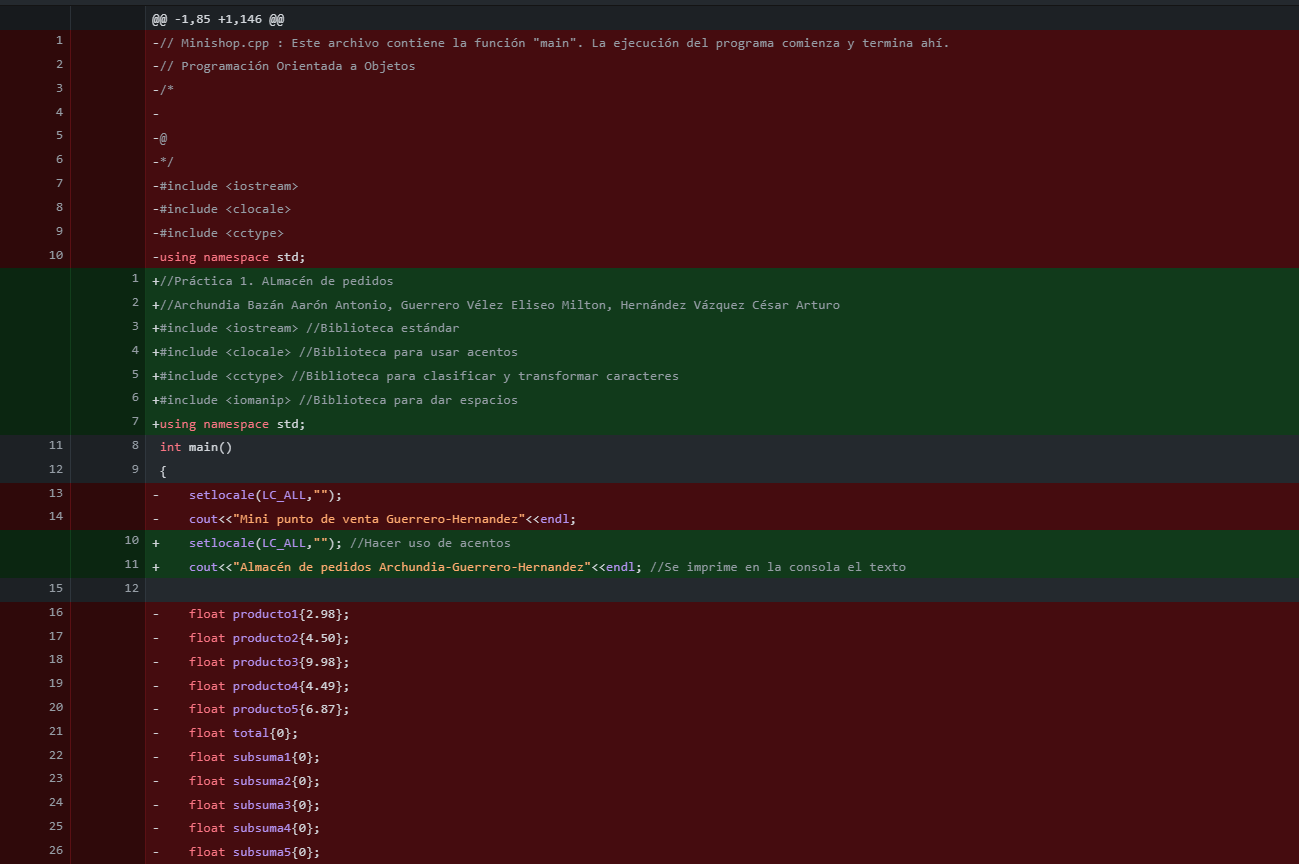 @@ -1,85 +1,146 @@
1 -// Minishop.cpp : Este archivo contiene la función "main". La ejecución del programa comienza y termina ahí.
2 -// Programación Orientada a Objetos
3 -/*
4 -
5 -@
6 -*/
7 -#include <iostream>
8 -#include <clocale>
9 -#include <cctype>
10 -using namespace std;
1 +//Práctica 1. ALmacén de pedidos
2 +//Archundia Bazán Aarón Antonio, Guerrero Vélez Eliseo Milton, Hernández Vázquez César Arturo
3 +#include <iostream> //Biblioteca estándar
4 +#include <clocale> //Biblioteca para usar acentos
5 +#include <cctype> //Biblioteca para clasificar y transformar caracteres
6 +#include <iomanip> //Biblioteca para dar espacios
7 +using namespace std;
11 8 int main()
12 9 {
13 -    setlocale(LC_ALL,"");
14 -    cout<<"Mini punto de venta Guerrero-Hernandez"<<endl;
10 +    setlocale(LC_ALL,""); //Hacer uso de acentos
11 +    cout<<"Almacén de pedidos Archundia-Guerrero-Hernandez"<<endl; //Se imprime en la consola el texto
15 12
16 -    float producto1{2.98};
17 -    float producto2{4.50};
18 -    float producto3{9.98};
19 -    float producto4{4.49};
20 -    float producto5{6.87};
21 -    float total{0};
22 -    float subsuma1{0};
23 -    float subsuma2{0};
24 -    float subsuma3{0};
25 -    float subsuma4{0};
26 -    float subsuma5{0};